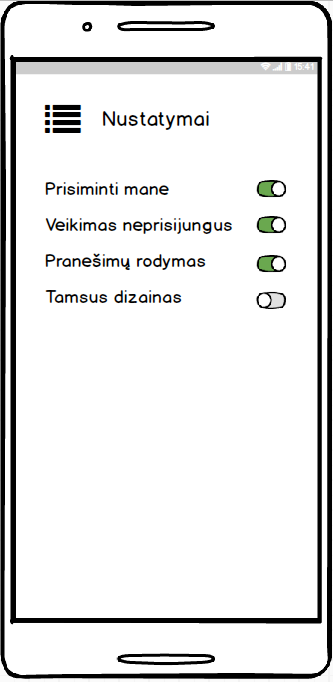 15:41
Nustatymai
Prisiminti mane
Veikimas neprisijungus
Pranešimų rodymas
Tamsus dizainas